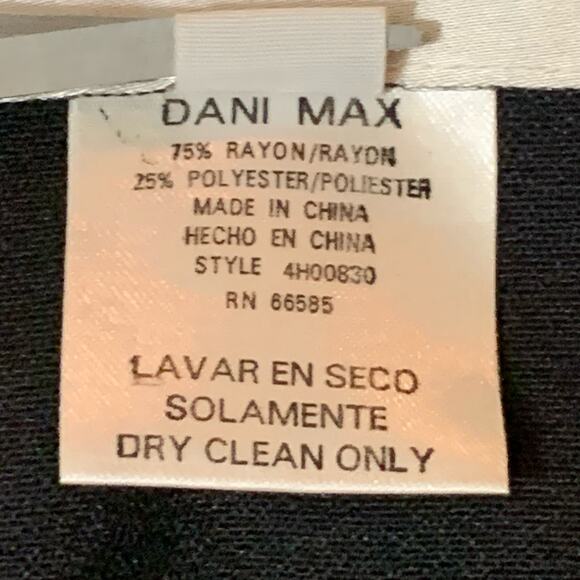 DANI MAX
75% RAYON/RAYON
25% POLYESTER/POLIESTER
MADE IN CHINA
HECHO EN CHINA
STYLE 4H00830
RN 66585
LAVAR EN SECO
SOLAMENTE
DRY CLEAN ONLY